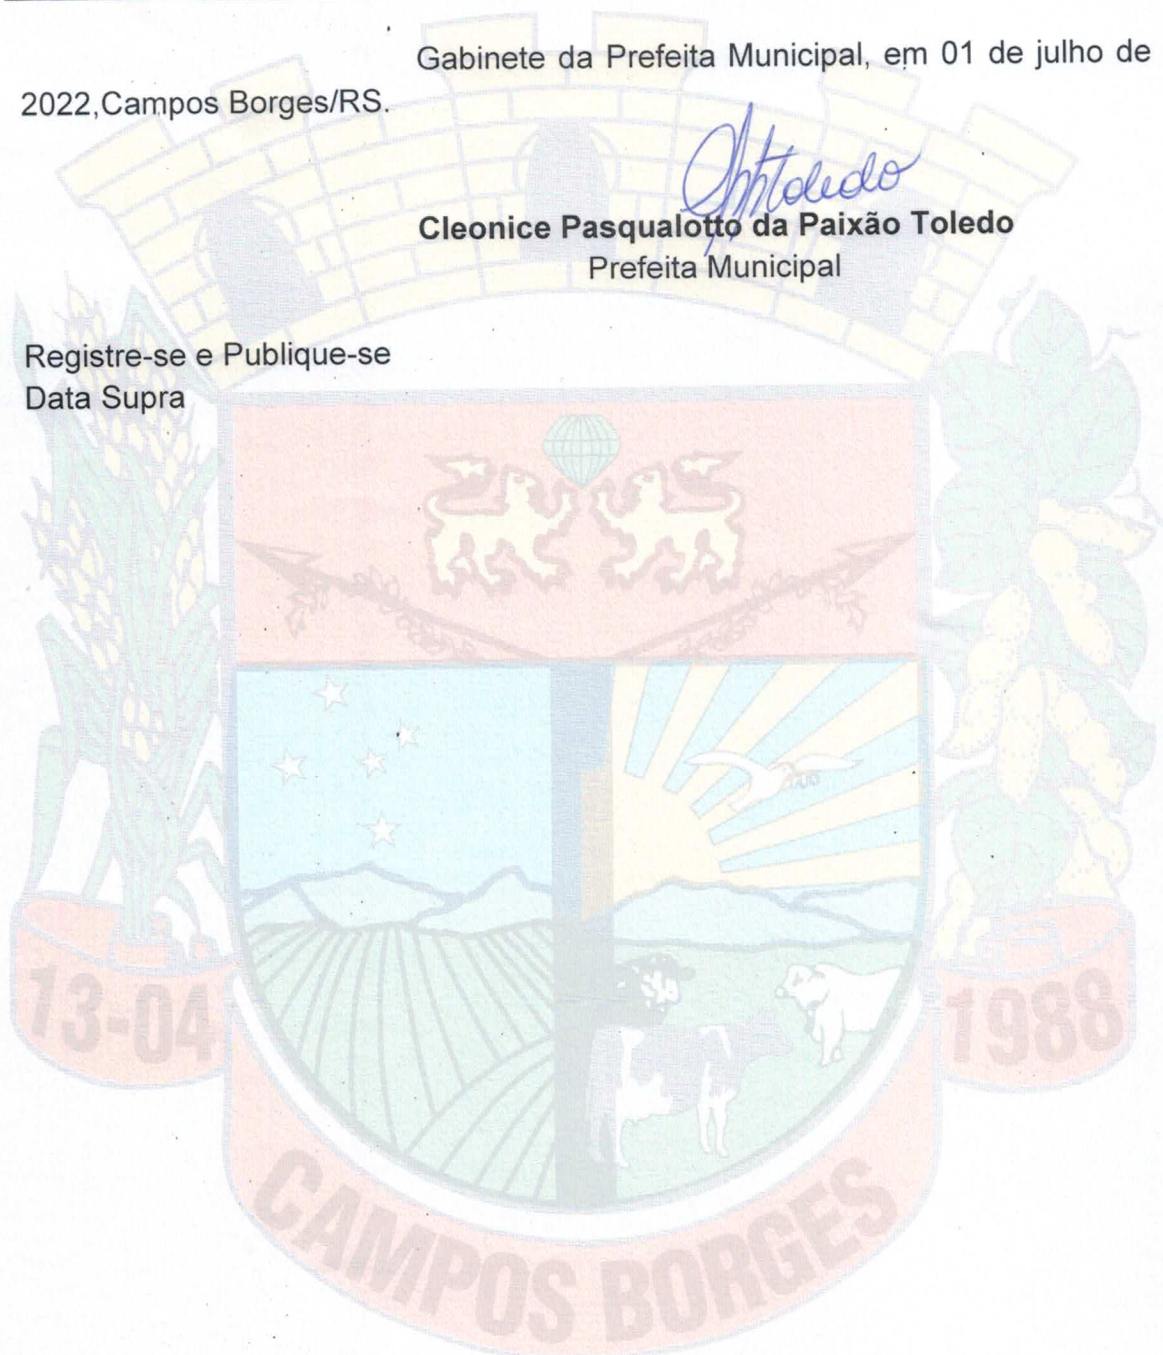 Gabinete da Prefeita Municipal, em 01 de julho de
2022,Campos Borges/RS.
Toledo
Cleonice Pasqualotto da Paixão Toledo
Prefeita Municipal
Registre-se e Publique-se
Data Supra
13-04
1988
CAMPOS BORGES